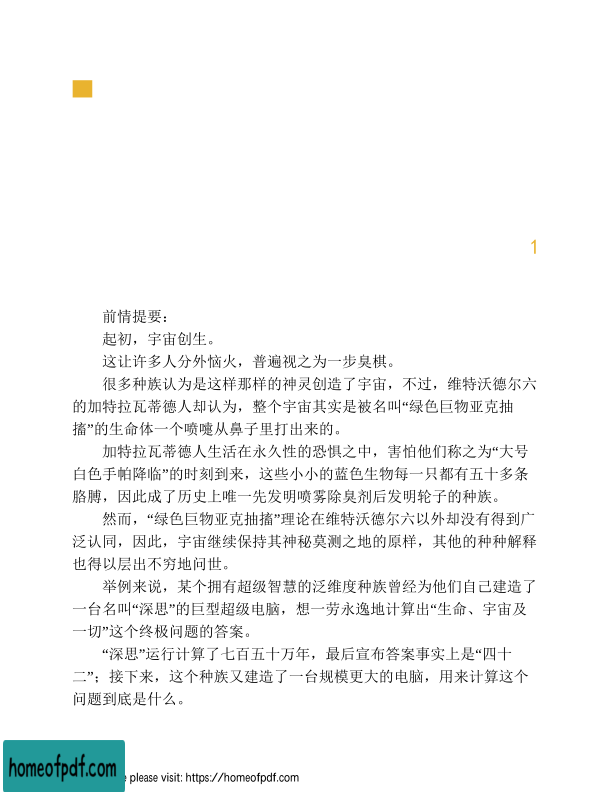 1
前情提要：
起初，宇宙创生。
这让许多人分外恼火，普遍视之为一步臭棋。
很多种族认为是这样那样的神灵创造了宇宙，不过，维特沃德尔六
的加特拉瓦蒂德人却认为，整个宇宙其实是被名叫“绿色巨物亚克抽
搐”的生命体一个喷嚏从鼻子里打出来的。
加特拉瓦蒂德人生活在永久性的恐惧之中，害怕他们称之为“大号
白色手帕降临”的时刻到来，这些小小的蓝色生物每一只都有五十多条
胳膊，因此成了历史上唯一先发明喷雾除臭剂后发明轮子的种族。
然而，“绿色巨物亚克抽搐”理论在维特沃德尔六以外却没有得到广
泛认同，因此，宇宙继续保持其神秘莫测之地的原样，其他的种种解释
也得以层出不穷地问世。
举例来说，某个拥有超级智慧的泛维度种族曾经为他们自己建造了
一台名叫“深思”的巨型超级电脑，想一劳永逸地计算出“生命、宇宙及
一切”这个终极问题的答案。
“深思”运行计算了七百五十万年，最后宣布答案事实上是“四十
二”；接下来，这个种族又建造了一台规模更大的电脑，用来计算这个
问题到底是什么。
homeofpdf.com
e please visit: https://homeofpdf.com